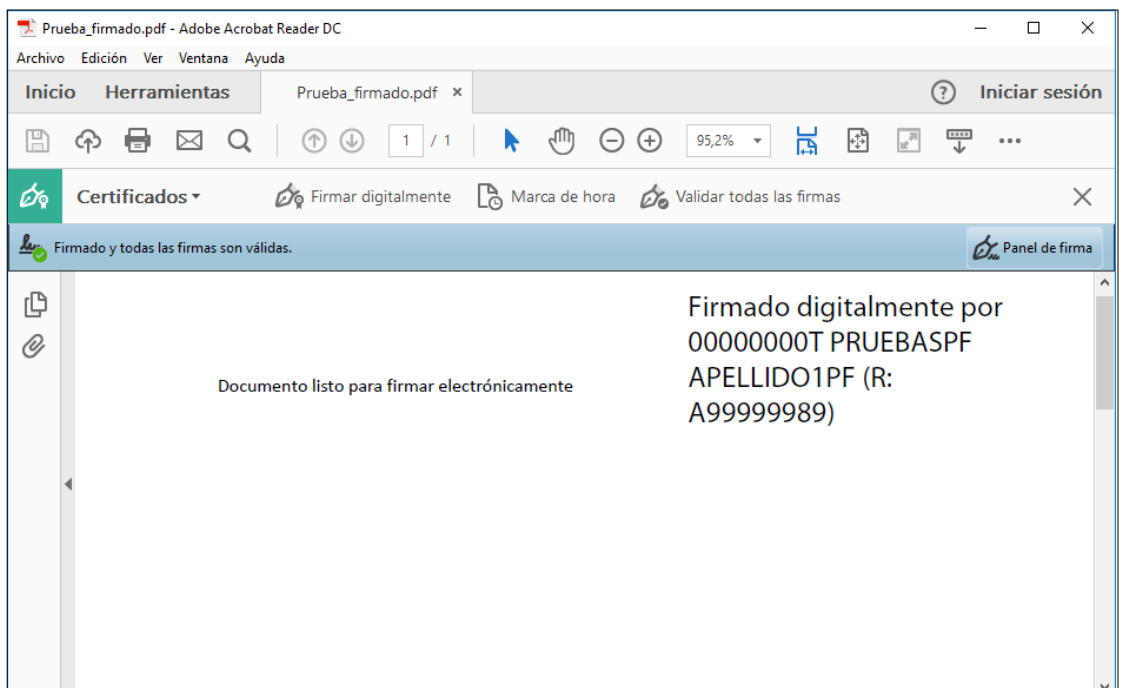 Prueba_firmado.pdf - Adobe Acrobat Reader DC
Archivo Edición Ver Ventana Ayuda
Inicio Herramientas Prueba_firmado.pdf × ? Iniciar sesión
1 / 1 95,2%
Certificados Firmar digitalmente Marca de hora Validar todas las firmas
Firmado y todas las firmas son válidas. Panel de firma
Firmado digitalmente por
00000000T PRUEBASPF
APELLIDO1PF (R:
A99999989)
Documento listo para firmar electrónicamente